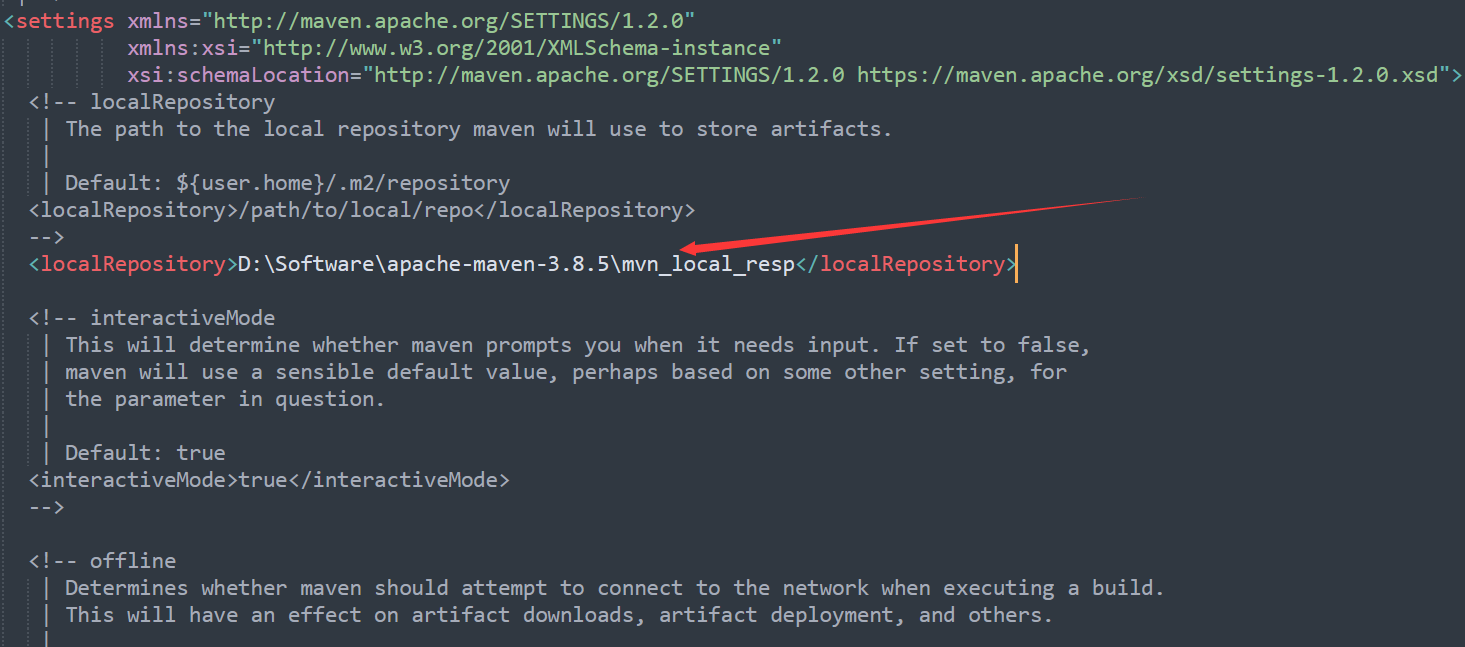 <settings xmlns="http://maven.apache.org/SETTINGS/1.2.0"
xmlns:xsi="http://www.w3.org/2001/XMLSchema-instance"
xsi:schemaLocation="http://maven.apache.org/SETTINGS/1.2.0 https://maven.apache.org/xsd/settings-1.2.0.xsd">
<!-- localRepository
| The path to the local repository maven will use to store artifacts.
|
| Default: ${user.home}/.m2/repository
<localRepository>/path/to/local/repo</localRepository>
-->
<localRepository>D:\Software\apache-maven-3.8.5\mvn_local_resp</localRepository>
<!-- interactiveMode
| This will determine whether maven prompts you when it needs input. If set to false,
| maven will use a sensible default value, perhaps based on some other setting, for
| the parameter in question.
|
| Default: true
<interactiveMode>true</interactiveMode>
-->
<!-- offline
| Determines whether maven should attempt to connect to the network when executing a build.
| This will have an effect on artifact downloads, artifact deployment, and others.
|